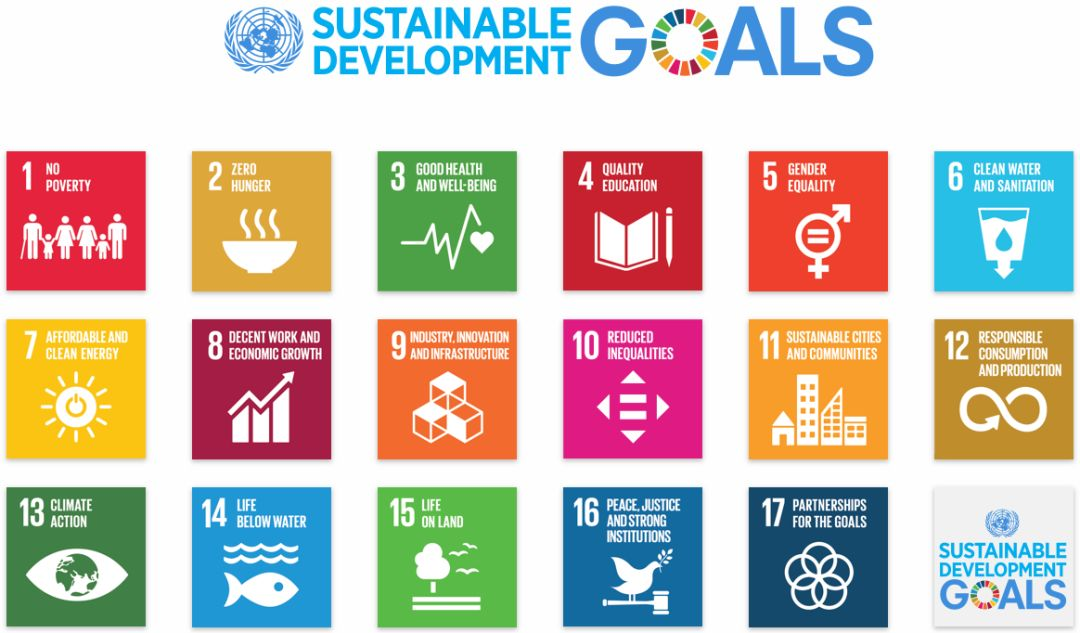 SUSTAINABLE
DEVELOPMENT
GOALS
1 NO
POVERTY
2 ZERO
HUNGER
3 GOOD HEALTH
AND WELL-BEING
4 QUALITY
EDUCATION
5 GENDER
EQUALITY
6 CLEAN WATER
AND SANITATION
7 AFFORDABLE AND
CLEAN ENERGY
8 DECENT WORK AND
ECONOMIC GROWTH
9 INDUSTRY, INNOVATION
AND INFRASTRUCTURE
10 REDUCED
INEQUALITIES
11 SUSTAINABLE CITIES
AND COMMUNITIES
12 RESPONSIBLE
CONSUMPTION
AND PRODUCTION
13 CLIMATE
ACTION
14 LIFE
BELOW WATER
15 LIFE
ON LAND
16 PEACE, JUSTICE
AND STRONG
INSTITUTIONS
17 PARTNERSHIPS
FOR THE GOALS
SUSTAINABLE
DEVELOPMENT
GOALS